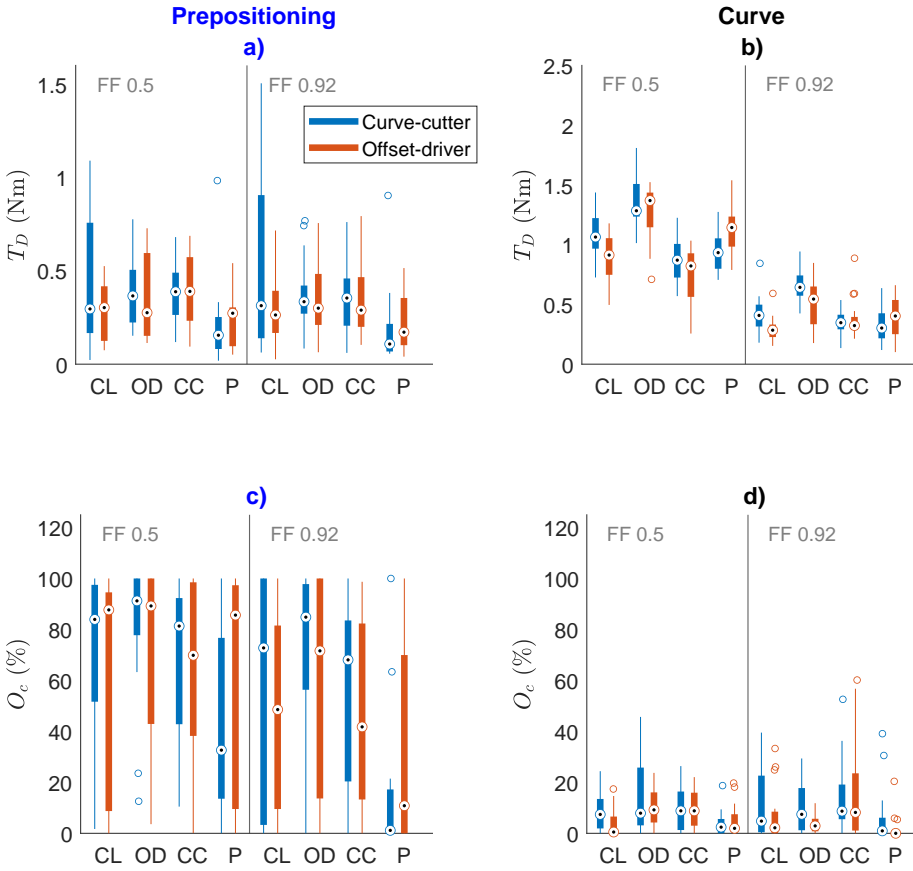 Prepositioning
a)
Curve
b)
T_D (Nm)
1.5
1
0.5
0
FF 0.5
FF 0.92
Curve-cutter
Offset-driver
CL OD CC P CL OD CC P
T_D (Nm)
2.5
2
1.5
1
0.5
0
FF 0.5
FF 0.92
CL OD CC P CL OD CC P
c)
O_c (%)
120
100
80
60
40
20
0
FF 0.5
FF 0.92
CL OD CC P CL OD CC P
d)
O_c (%)
120
100
80
60
40
20
0
FF 0.5
FF 0.92
CL OD CC P CL OD CC P